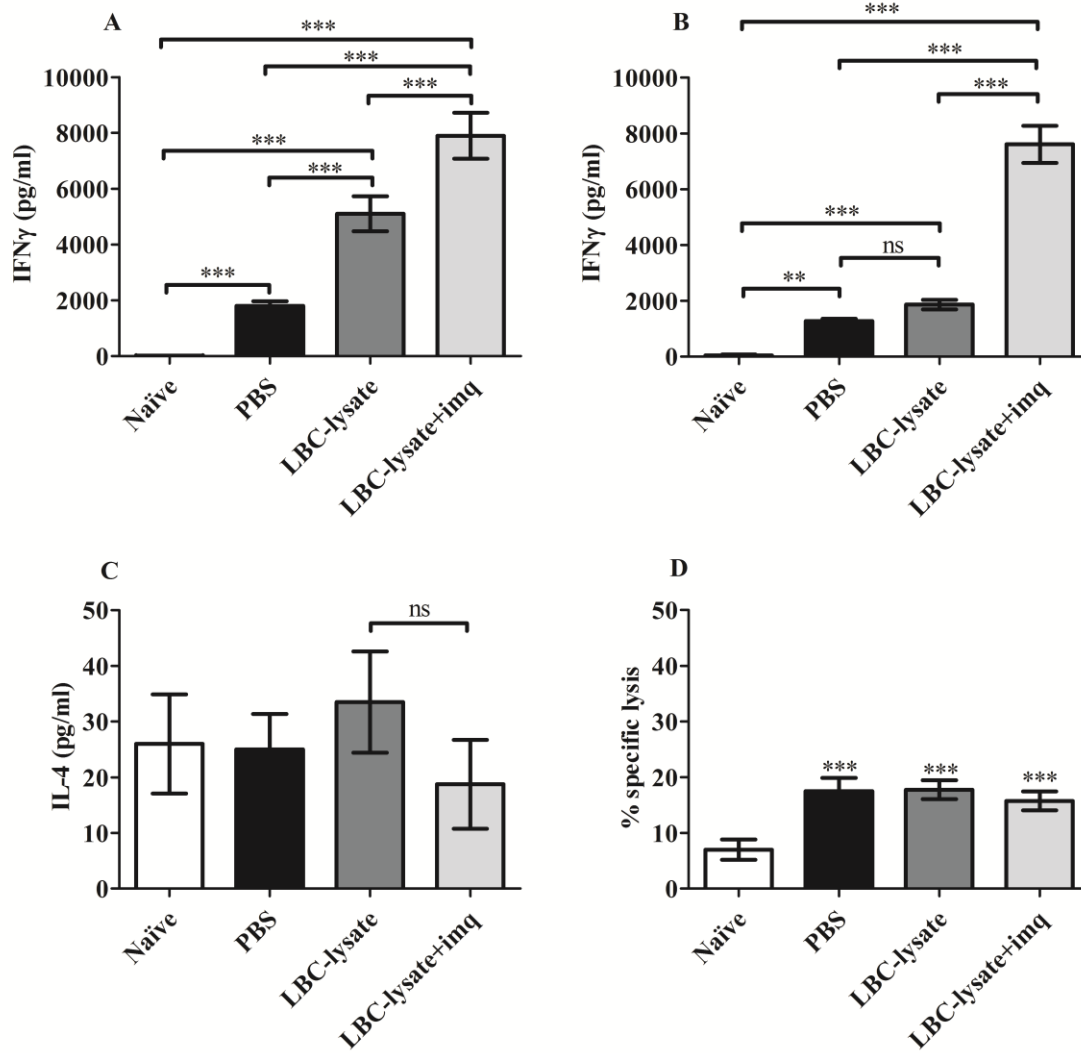 A
***
***
***
***
***
***
IFNγ (pg/ml)
10000
8000
6000
4000
2000
0
Naïve
PBS
LBC-lysate
LBC-lysate+imq
B
***
***
***
***
ns
**
IFNγ (pg/ml)
10000
8000
6000
4000
2000
0
Naïve
PBS
LBC-lysate
LBC-lysate+imq
C
ns
IL-4 (pg/ml)
50
40
30
20
10
0
Naïve
PBS
LBC-lysate
LBC-lysate+imq
D
% specific lysis
50
40
30
20
10
0
*** *** ***
Naïve
PBS
LBC-lysate
LBC-lysate+imq